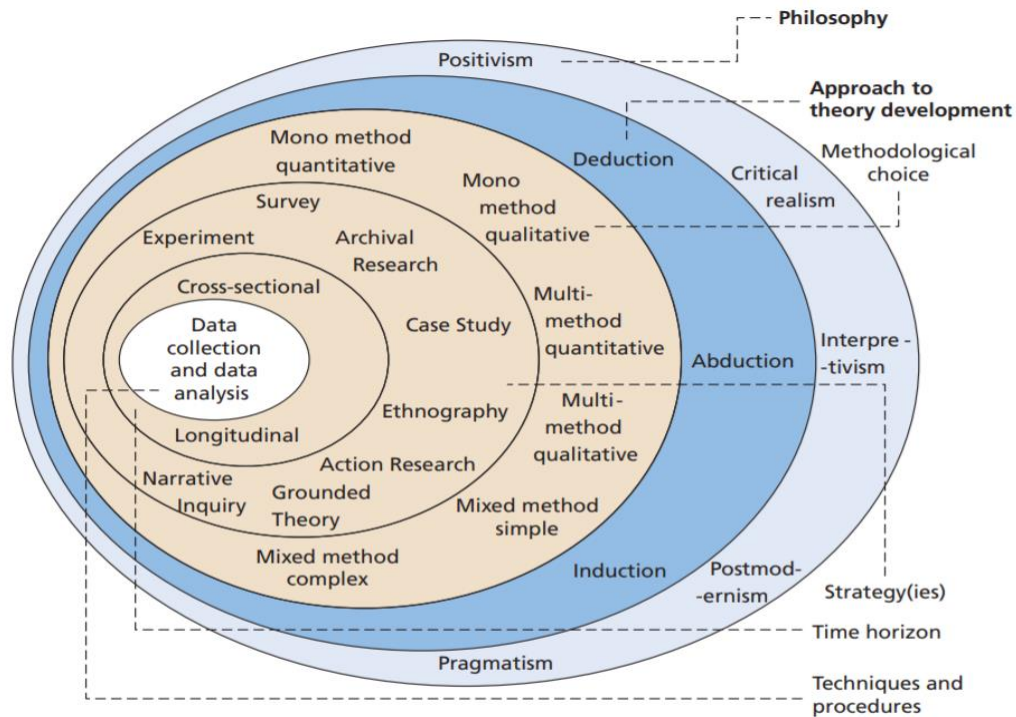 Philosophy
Positivism
Approach to
theory development
Mono method
quantitative
Deduction
Methodological
choice
Critical
realism
Mono
method
qualitative
Survey
Experiment
Archival
Research
Cross-sectional
Multi-
method
quantitative
Data
collection
and data
analysis
Case Study
Abduction
Interpre -
-tivism
Ethnography
Multi-
method
qualitative
Longitudinal
Action Research
Narrative
Inquiry
Grounded
Theory
Mixed method
simple
Mixed method
complex
Induction
Postmod-
-ernism
Strategy(ies)
Time horizon
Pragmatism
Techniques and
procedures